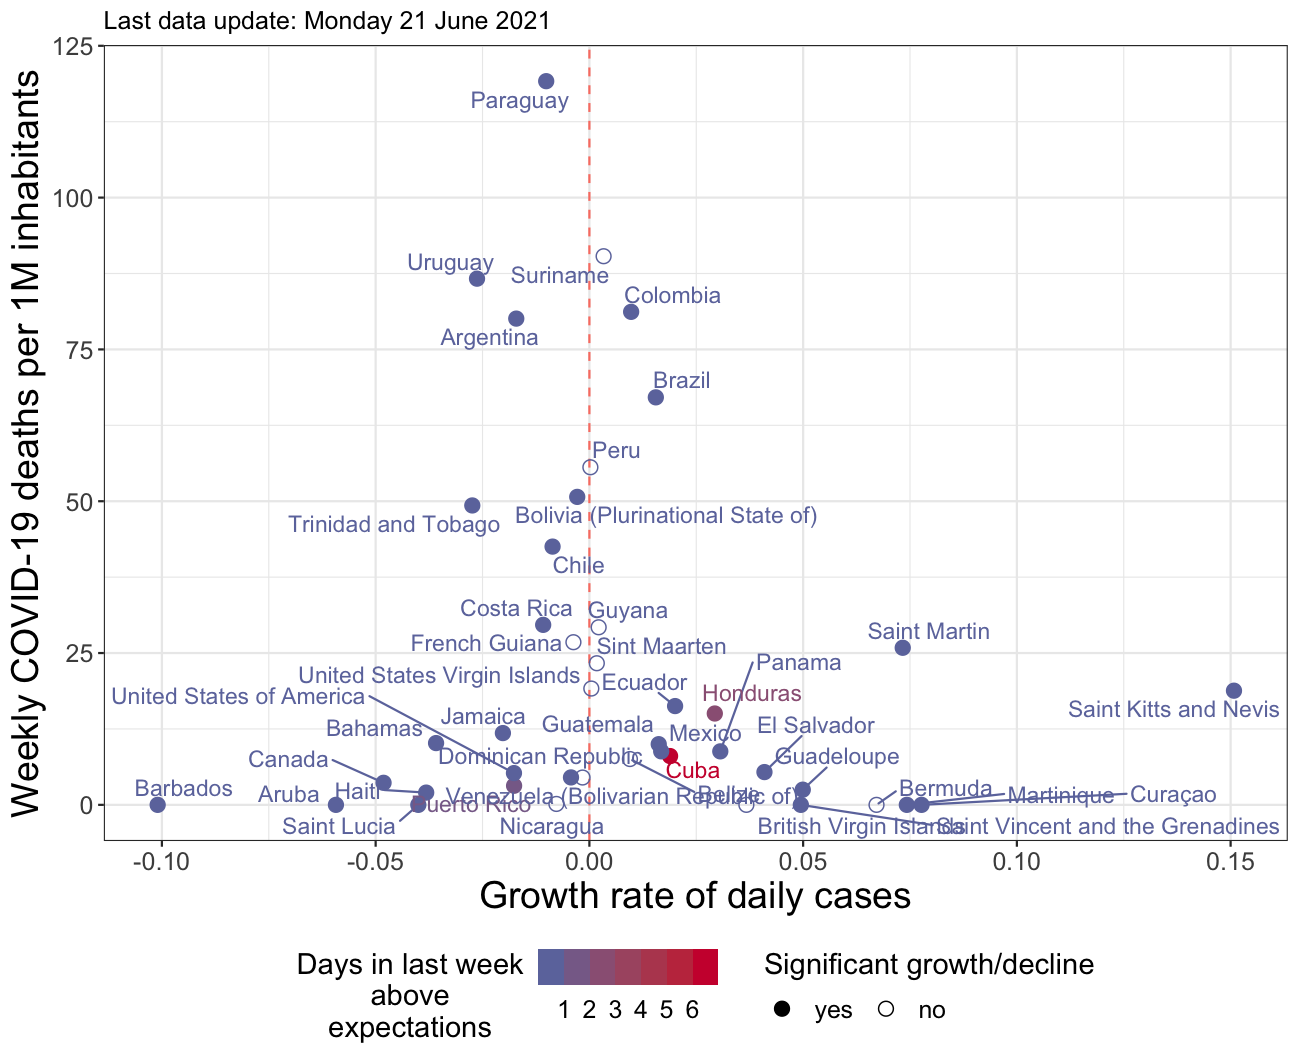 Last data update: Monday 21 June 2021
Weekly COVID-19 deaths per 1M inhabitants
125
100
75
50
25
0
Paraguay
Uruguay
Suriname
Colombia
Argentina
Brazil
Peru
Trinidad and Tobago
Bolivia (Plurinational State of)
Chile
Costa Rica
Guyana
Saint Martin
French Guiana
Sint Maarten
Panama
United States Virgin Islands
Ecuador
United States of America
Honduras
Saint Kitts and Nevis
Jamaica
Guatemala
Bahamas
Mexico
El Salvador
Canada
Dominican Republic
Guadeloupe
Cuba
Barbados
Aruba
Haiti
Venezuela (Bolivarian Republic of)
Belize
Bermuda
Martinique
Curaçao
Puerto Rico
Saint Lucia
Nicaragua
British Virgin Islands
Saint Vincent and the Grenadines
-0.10
-0.05
0.00
0.05
0.10
0.15
Growth rate of daily cases
Days in last week
above
expectations
1 2 3 4 5 6
Significant growth/decline
yes
no